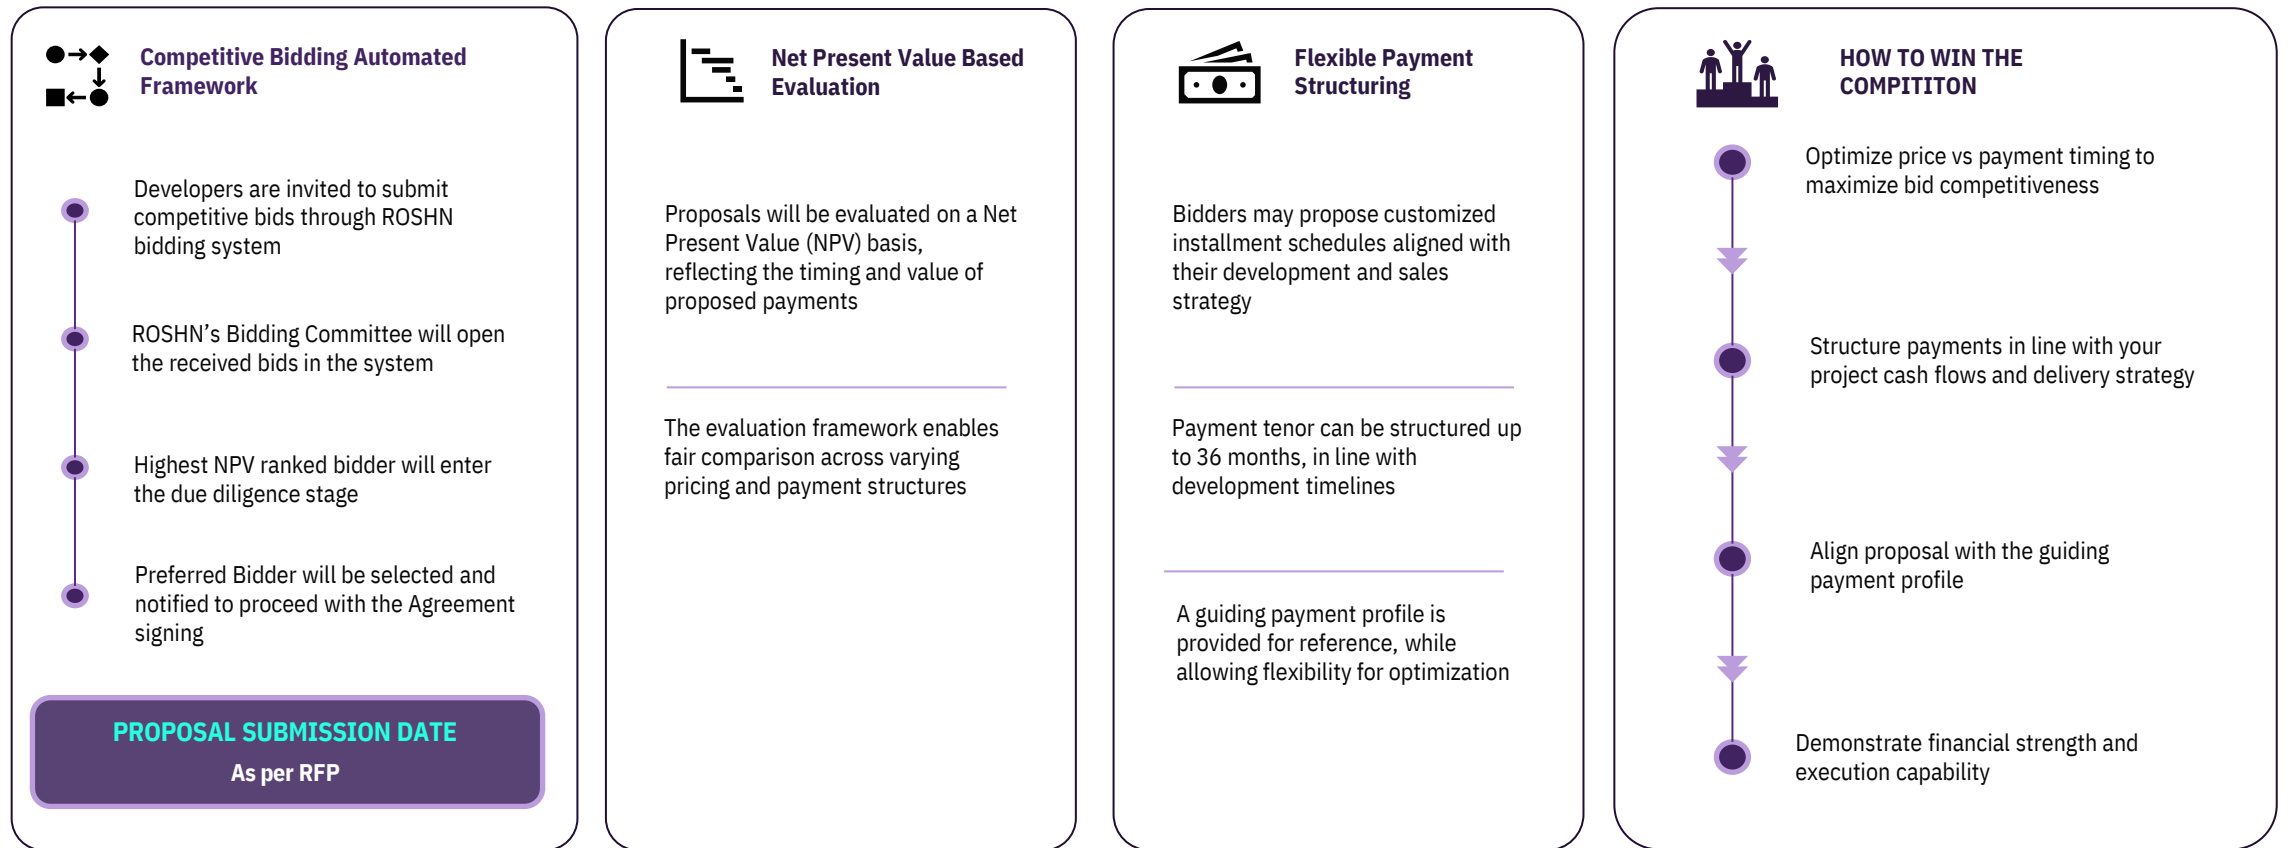 Competitive Bidding Automated
Framework
Developers are invited to submit
competitive bids through ROSHN
bidding system
ROSHN’s Bidding Committee will open
the received bids in the system
Highest NPV ranked bidder will enter
the due diligence stage
Preferred Bidder will be selected and
notified to proceed with the Agreement
signing
PROPOSAL SUBMISSION DATE
As per RFP
Net Present Value Based
Evaluation
Proposals will be evaluated on a Net
Present Value (NPV) basis,
reflecting the timing and value of
proposed payments
The evaluation framework enables
fair comparison across varying
pricing and payment structures
Flexible Payment
Structuring
Bidders may propose customized
installment schedules aligned with
their development and sales
strategy
Payment tenor can be structured up
to 36 months, in line with
development timelines
A guiding payment profile is
provided for reference, while
allowing flexibility for optimization
HOW TO WIN THE
COMPITITON
Optimize price vs payment timing to
maximize bid competitiveness
Structure payments in line with your
project cash flows and delivery strategy
Align proposal with the guiding
payment profile
Demonstrate financial strength and
execution capability